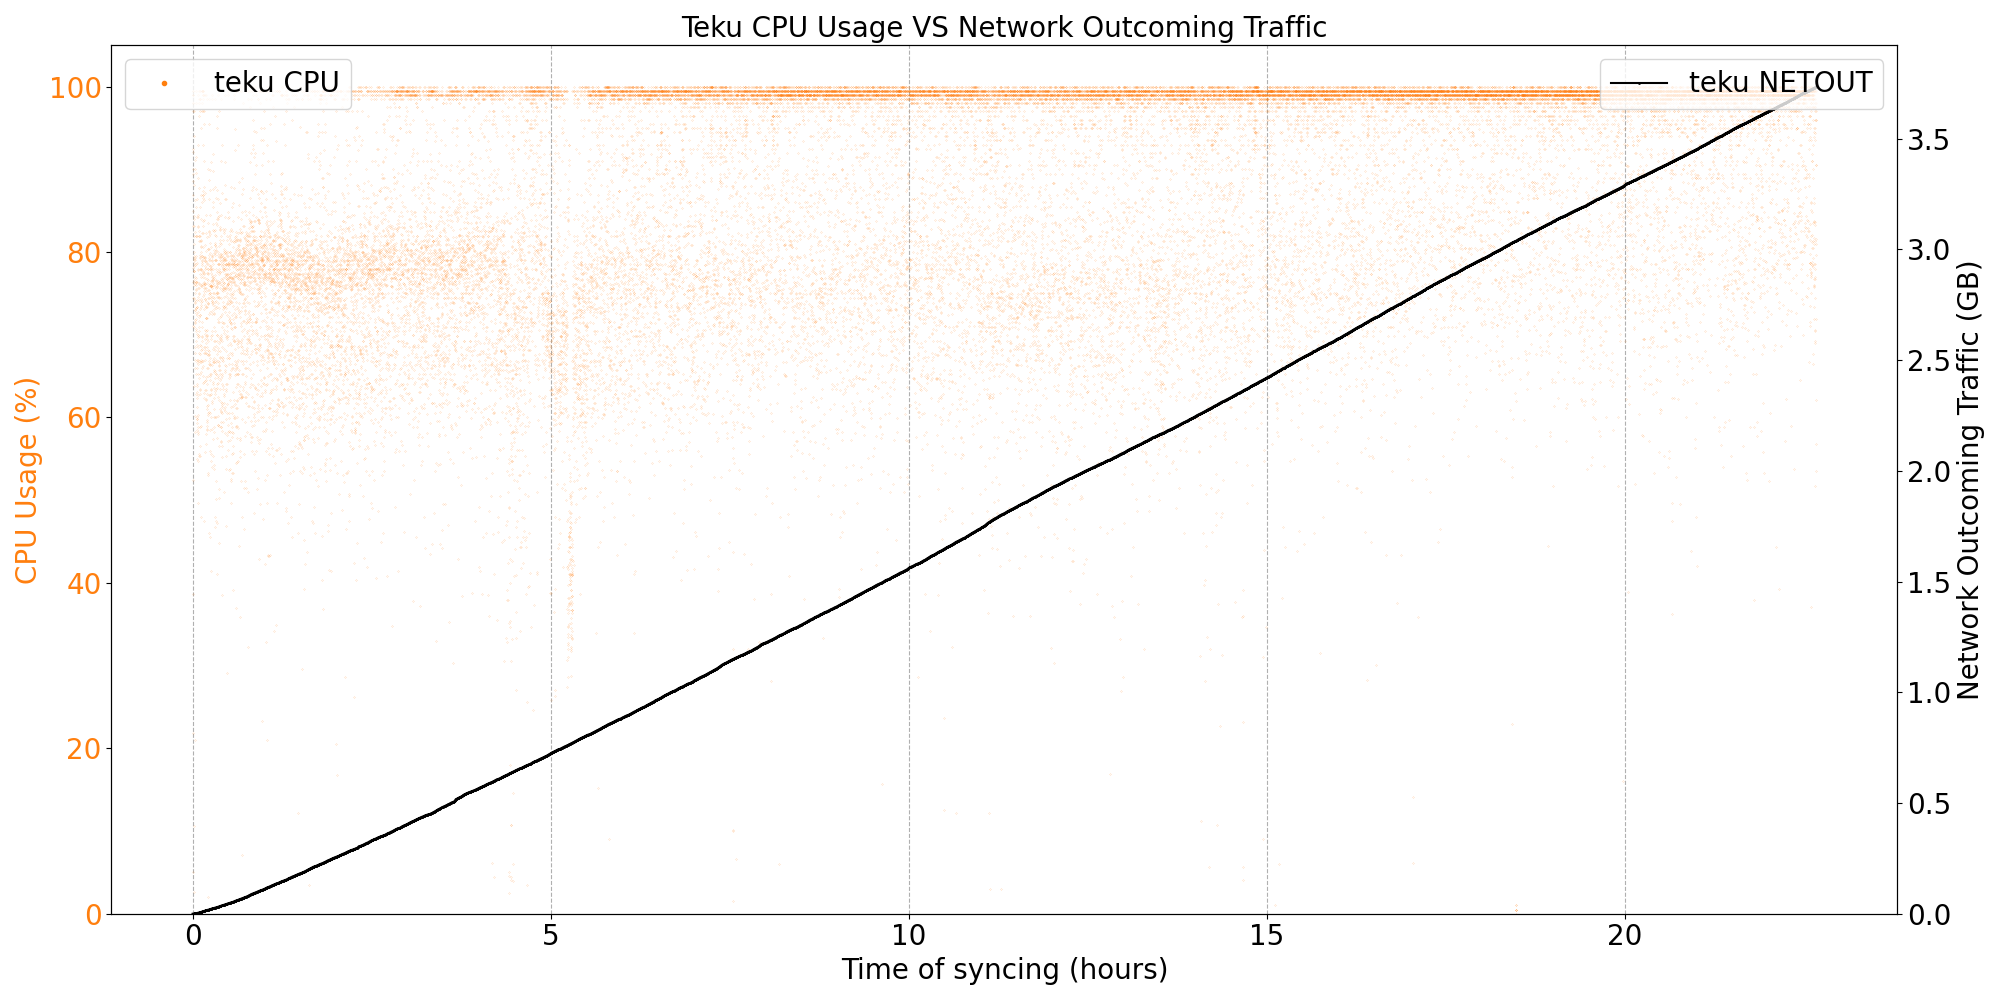 Teku CPU Usage VS Network Outcoming Traffic
teku CPU
teku NETOUT
CPU Usage (%)
100
80
60
40
20
0
Network Outcoming Traffic (GB)
3.5
3.0
2.5
2.0
1.5
1.0
0.5
0.0
0 5 10 15 20
Time of syncing (hours)